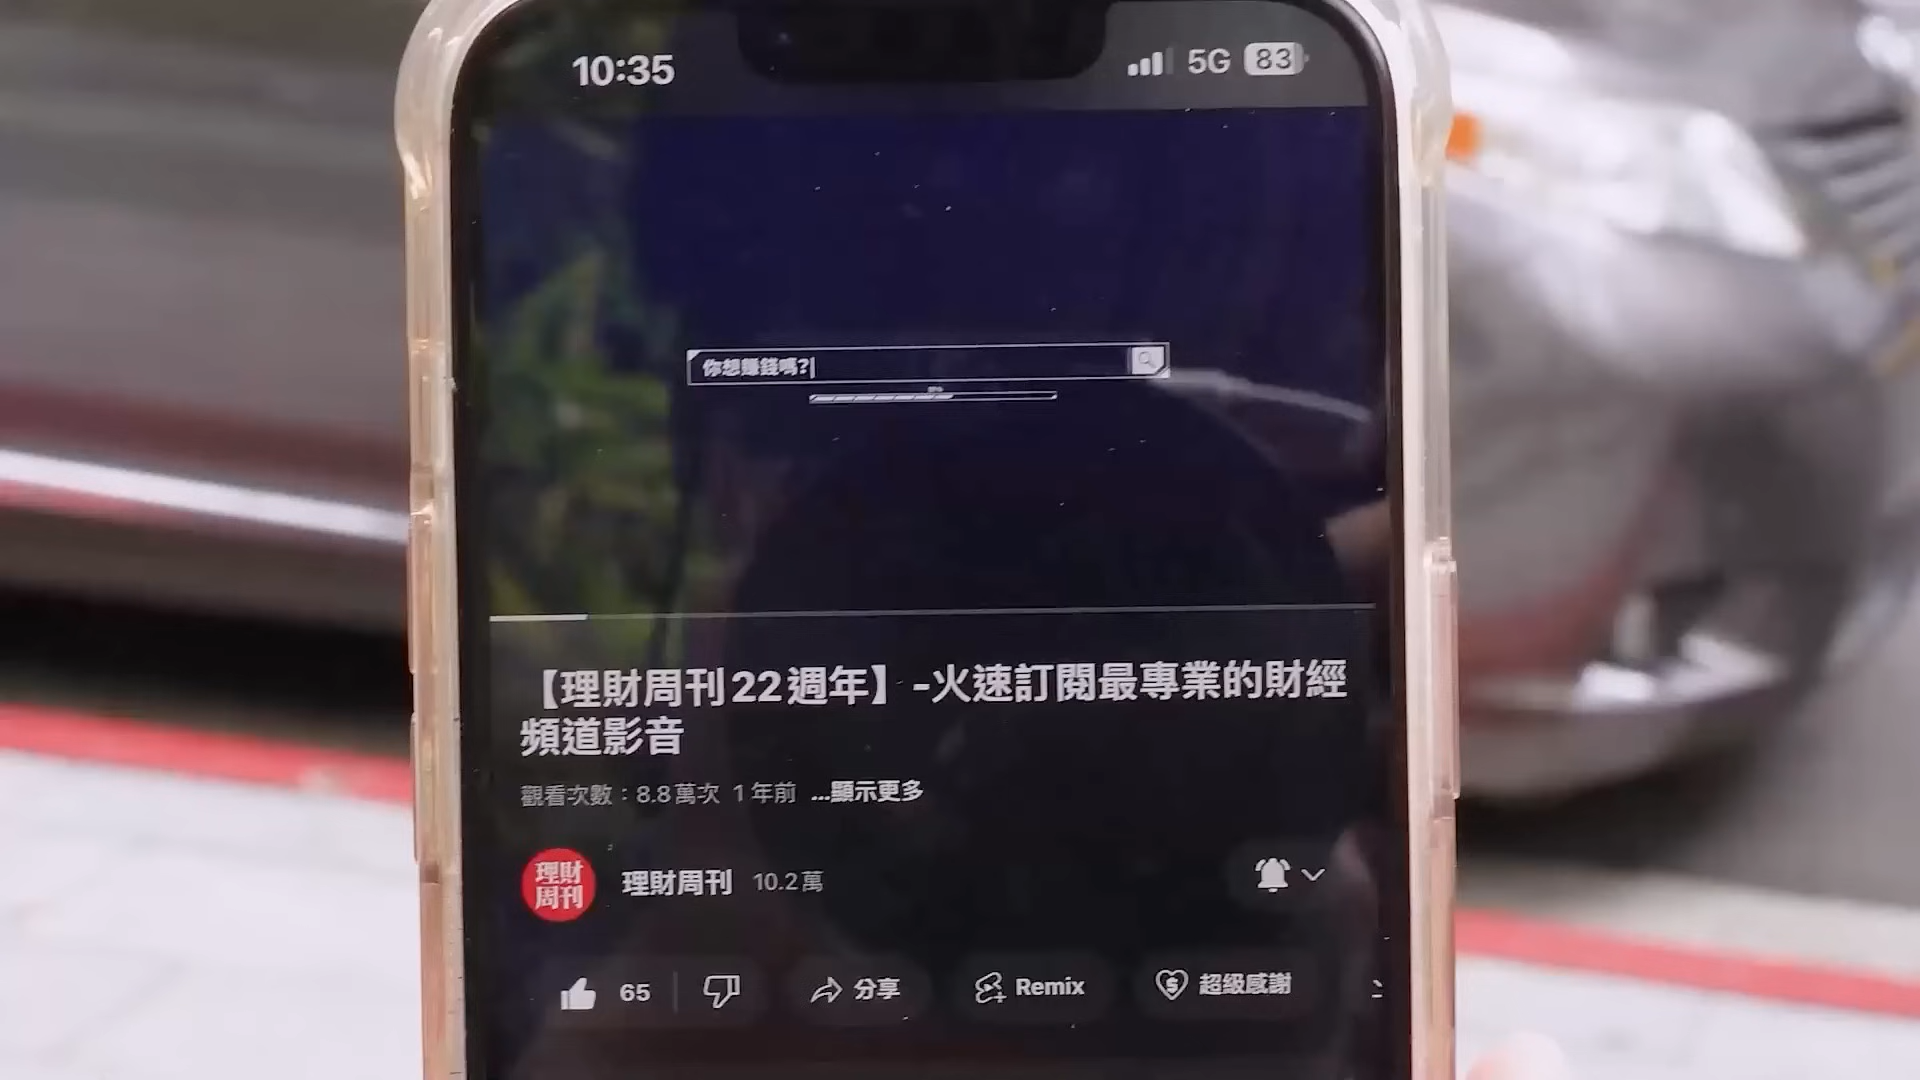 10:35
5G 83
你想賺錢嗎?
【理財周刊22週年】-火速訂閱最專業的財經
頻道影音
觀看次數：8.8萬次 1年前 ...顯示更多
理財
周刊
理財周刊 10.2萬
65 分享 Remix 超級感謝